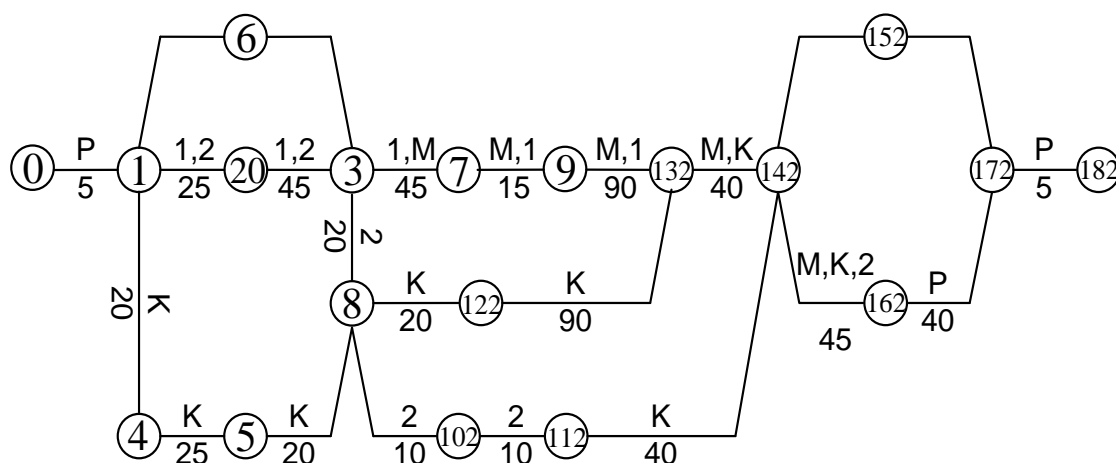 6 152
P 1,2 1,2 1,M M,1 M,1 M,K P
0 1 20 3 7 9 132 142 172 182
5 25 45 45 15 90 40 5
20 K
20 2
K K M,K,2 P
8 122 162
20 90 45 40
K K 2 2 K
4 5 102 112
25 20 10 10 40